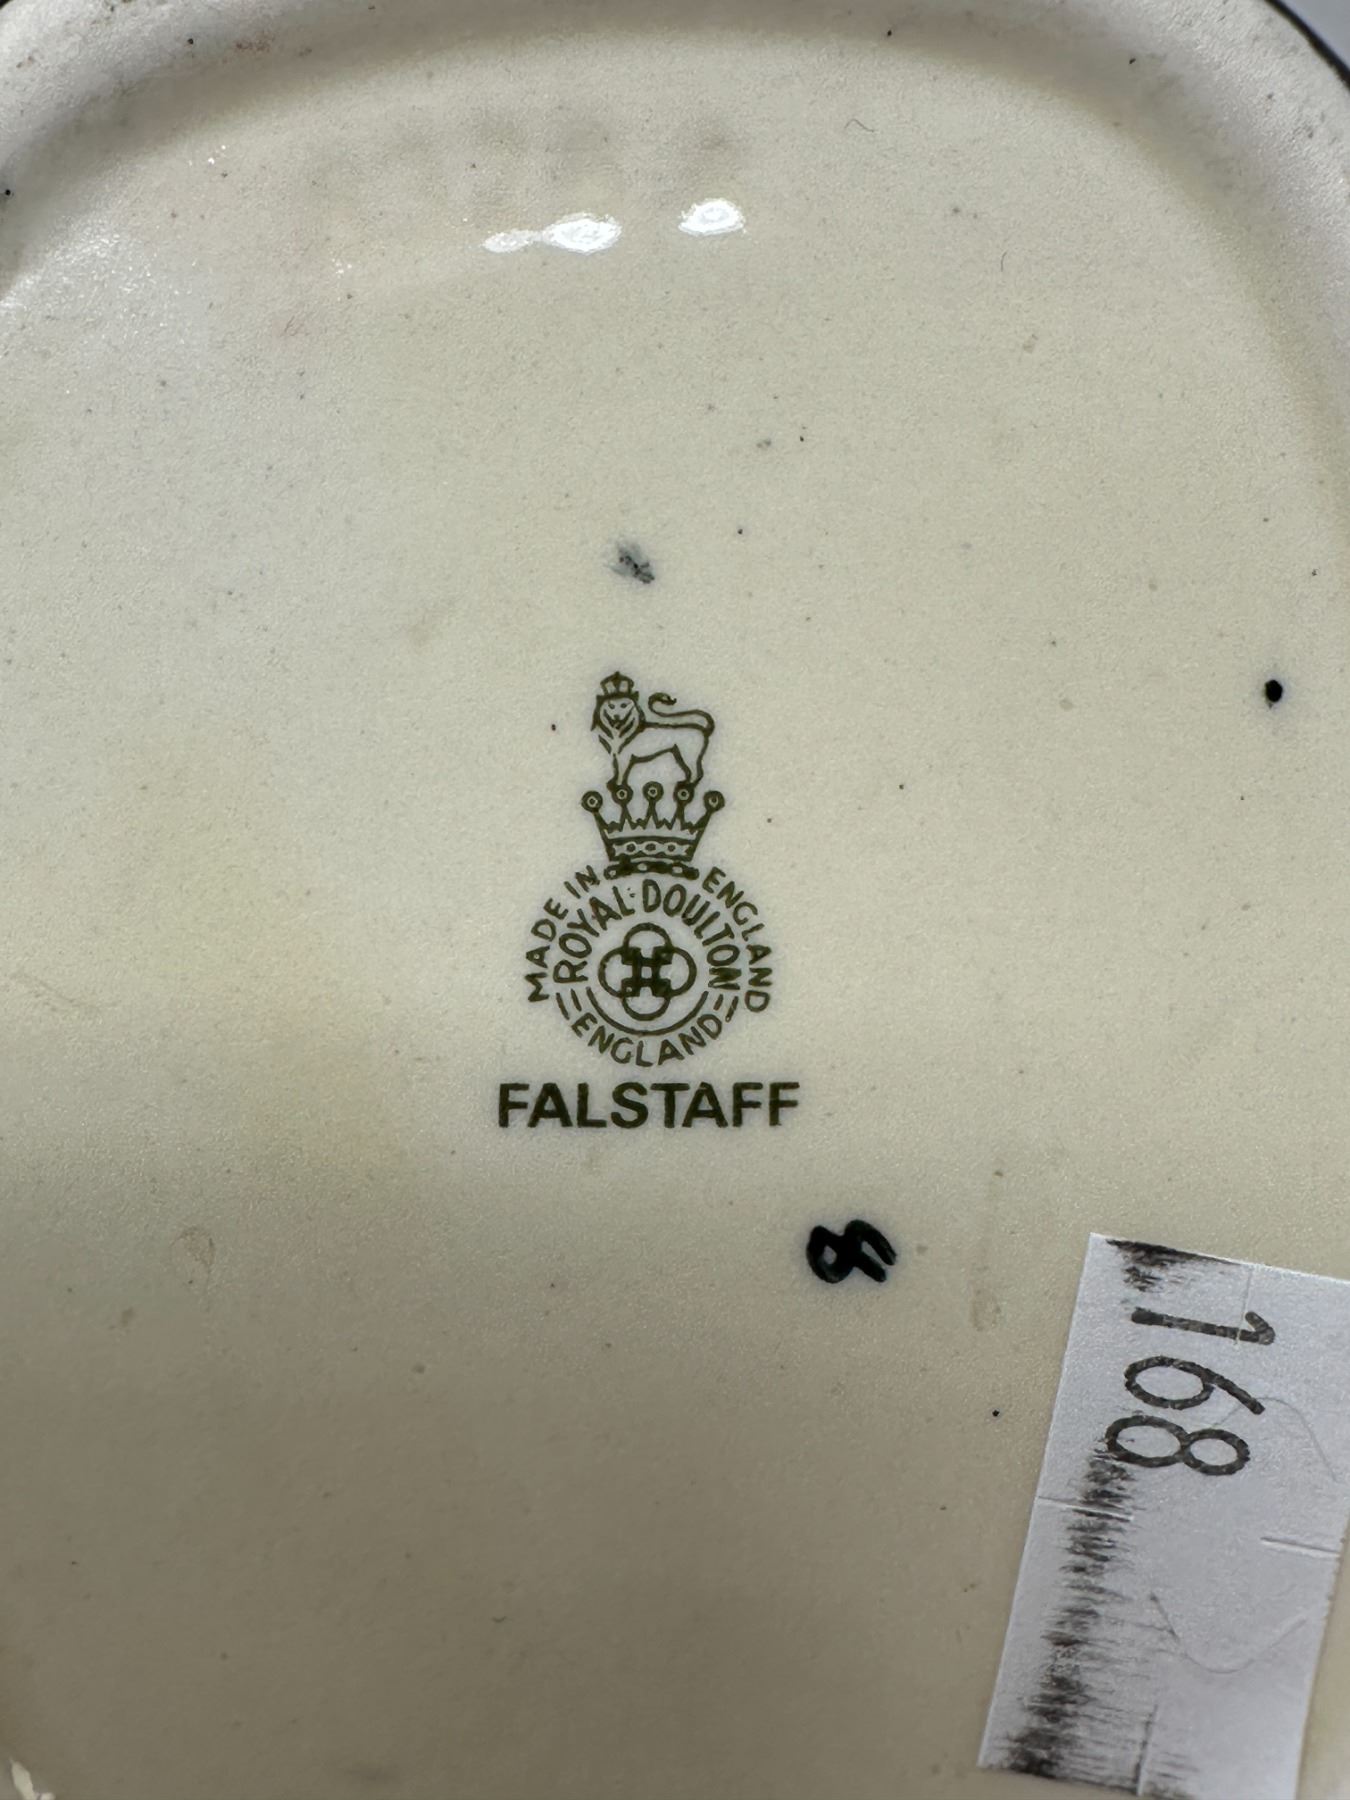 MADE IN ENGLAND
ROYAL DOULTON
ENGLAND
FALSTAFF
168